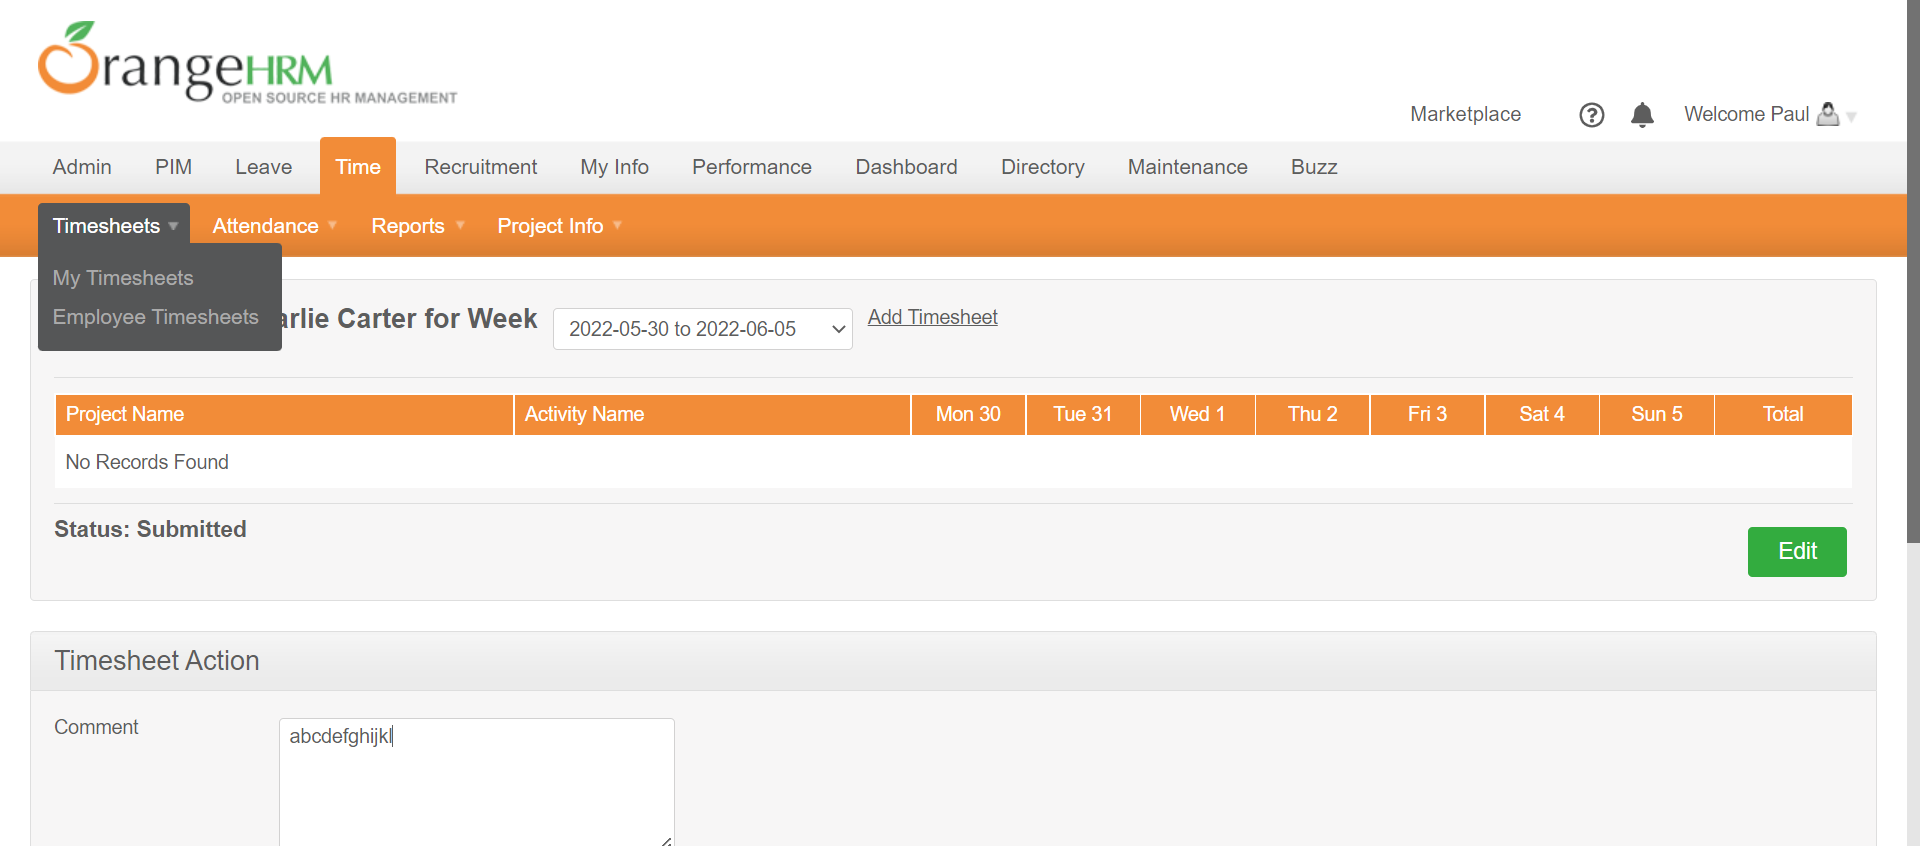 OrangeHRM
OPEN SOURCE HR MANAGEMENT
Marketplace ? Welcome Paul
Admin PIM Leave Time Recruitment My Info Performance Dashboard Directory Maintenance Buzz
Timesheets Attendance Reports Project Info
My Timesheets
Employee Timesheets
arlie Carter for Week 2022-05-30 to 2022-06-05 Add Timesheet
Project Name Activity Name Mon 30 Tue 31 Wed 1 Thu 2 Fri 3 Sat 4 Sun 5 Total
No Records Found
Status: Submitted
Edit
Timesheet Action
Comment abcdefghijkl